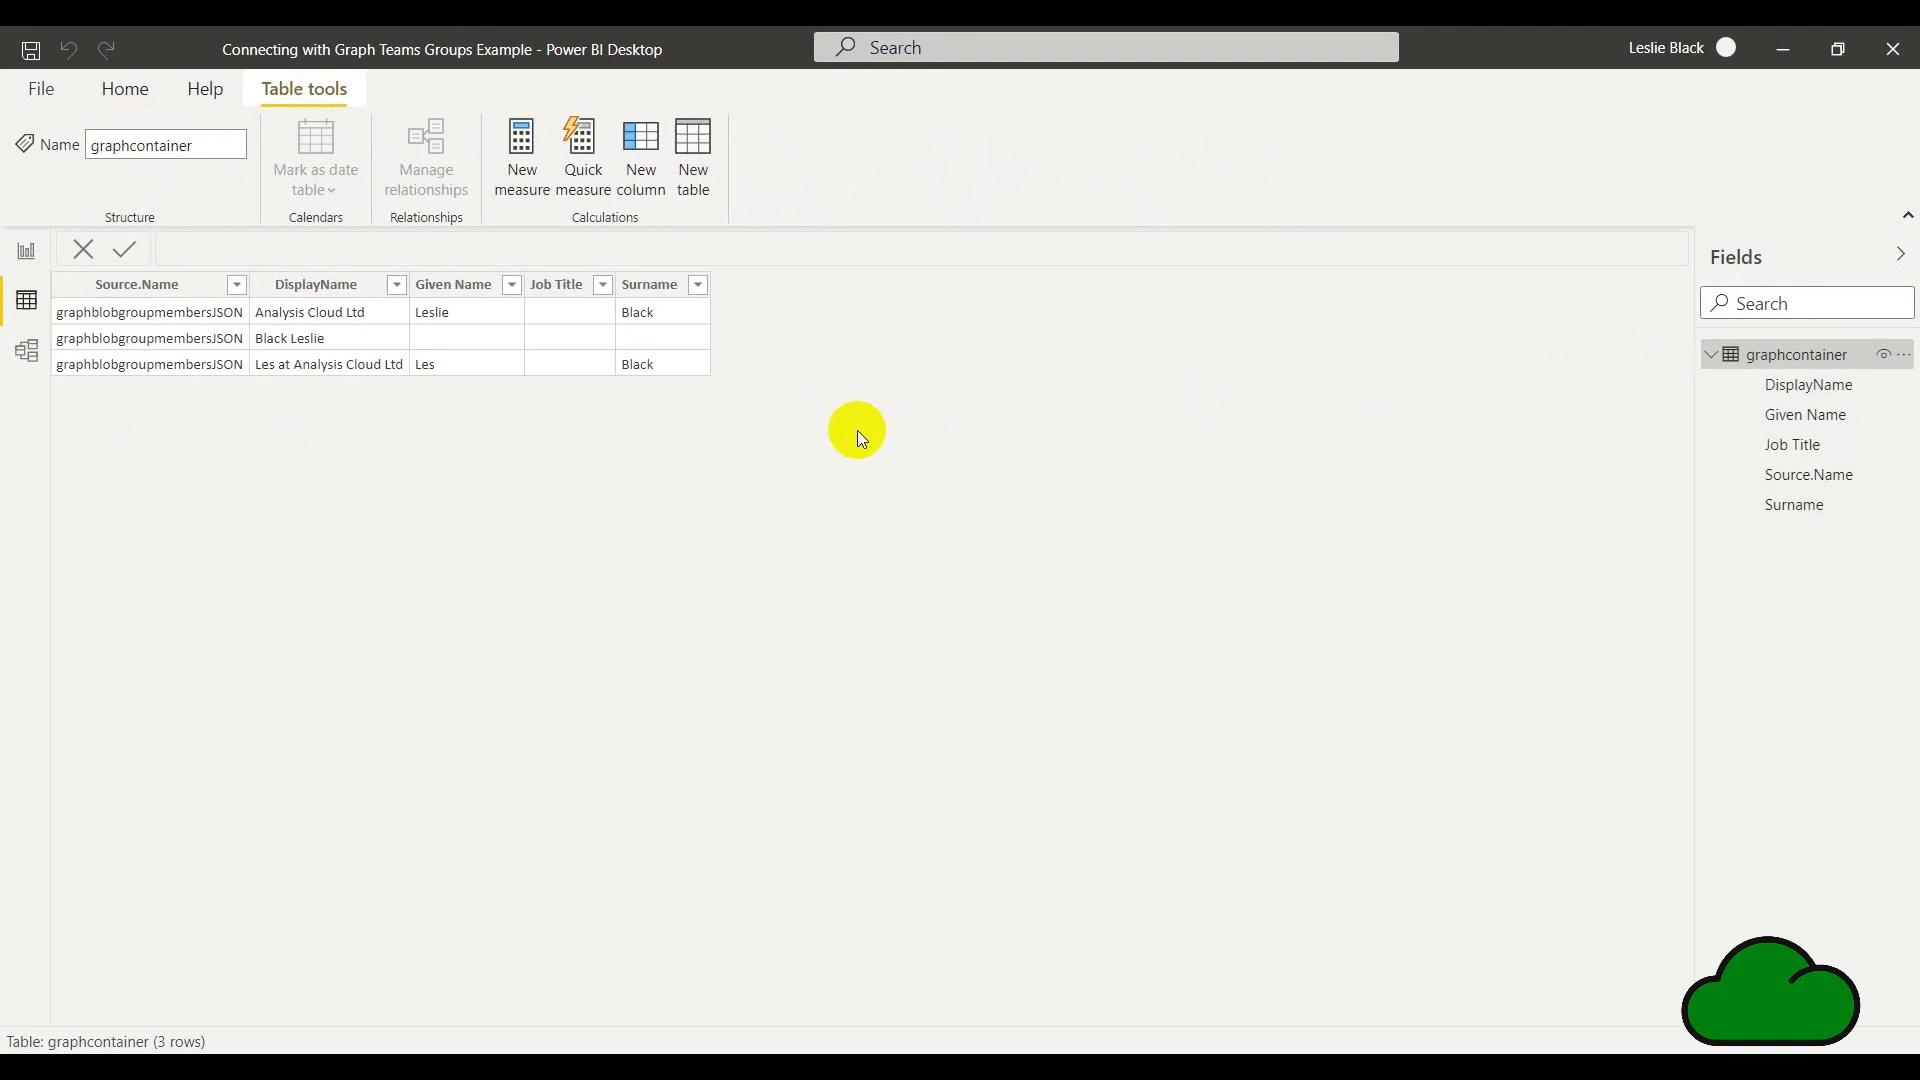 Connecting with Graph Teams Groups Example - Power BI Desktop
Search
Leslie Black
File
Home
Help
Table tools
Name
graphcontainer
Mark as date
table
Manage
relationships
New
measure
Quick
measure
New
column
New
table
Structure
Calendars
Relationships
Calculations
Source.Name DisplayName Given Name Job Title Surname
graphblobgroupmembersJSON Analysis Cloud Ltd Leslie Black
graphblobgroupmembersJSON Black Leslie
graphblobgroupmembersJSON Les at Analysis Cloud Ltd Les Black
Fields
Search
graphcontainer
DisplayName
Given Name
Job Title
Source.Name
Surname
Table: graphcontainer (3 rows)